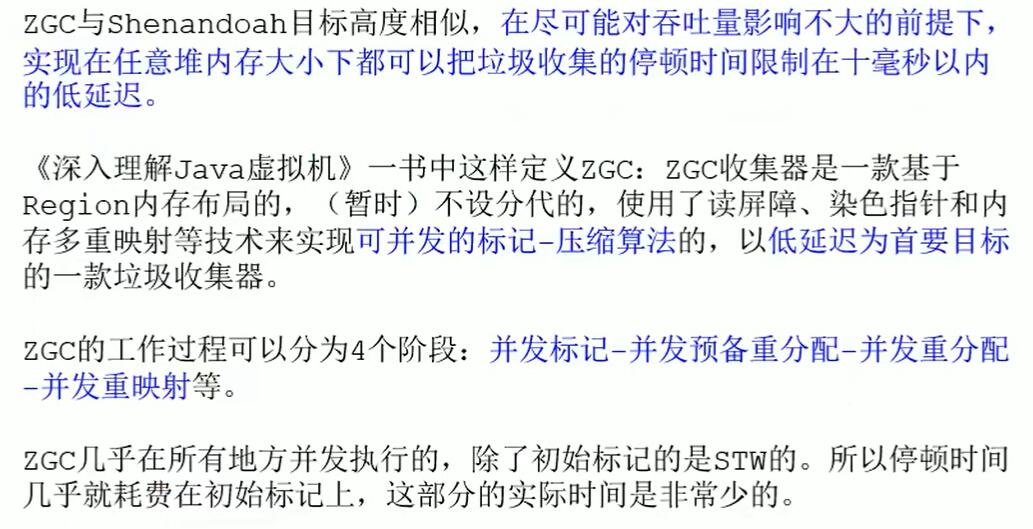 ZGC与Shenandoah目标高度相似，在尽可能对吞吐量影响不大的前提下，
实现在任意堆内存大小下都可以把垃圾收集的停顿时间限制在十毫秒以内
的低延迟。
《深入理解Java虚拟机》一书中这样定义ZGC：ZGC收集器是一款基于
Region内存布局的，（暂时）不设分代的，使用了读屏障、染色指针和内
存多重映射等技术来实现可并发的标记-压缩算法的，以低延迟为首要目标
的一款垃圾收集器。
ZGC的工作过程可以分为4个阶段：并发标记-并发预备重分配-并发重分配
-并发重映射等。
ZGC几乎在所有地方并发执行的，除了初始标记的是STW的。所以停顿时间
几乎就耗费在初始标记上，这部分的实际时间是非常少的。